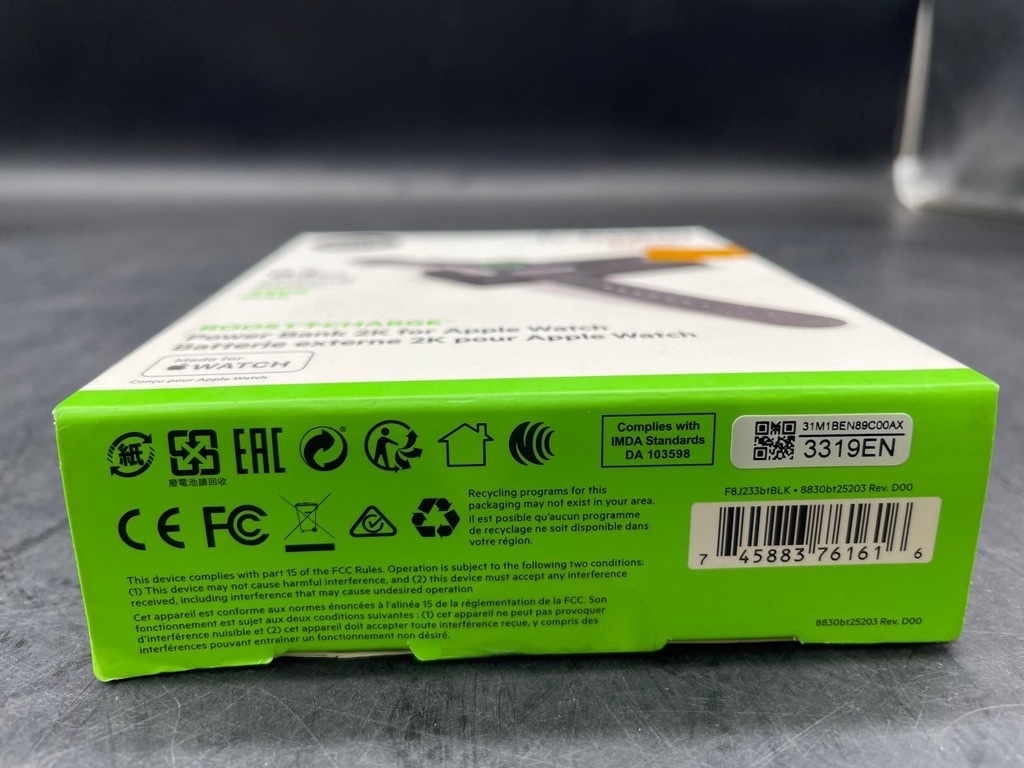 BOOST↑CHARGE™
Power Bank 2K for Apple Watch
Batterie externe 2K pour Apple Watch
Made for
WATCH
Conçu pour Apple Watch
紙
廢電池請回收
EAC
Complies with
IMDA Standards
DA 103598
31M1BEN89C00AX
3319EN
F8J233btBLK • 8830bt25203 Rev. D00
CE FC
Recycling programs for this
packaging may not exist in your area.
Il est posible qu'aucun programme
de recyclage ne soit disponible dans
votre région.
7 45883 76161 6
This device complies with part 15 of the FCC Rules. Operation is subject to the following two conditions:
(1) This device may not cause harmful interference, and (2) this device must accept any interference
received, including interference that may cause undesired operation
Cet appareil est conforme aux normes énoncées à l'alinéa 15 de la réglementation de la FCC. Son
fonctionnement est sujet aux deux conditions suivantes : (1) cet appareil ne peut pas provoquer
d'interférence nuisible et (2) cet appareil doit accepter toute interférence reçue, y compris des
interférences pouvant entraîner un fonctionnement non désiré.
8830bt25203 Rev. D00